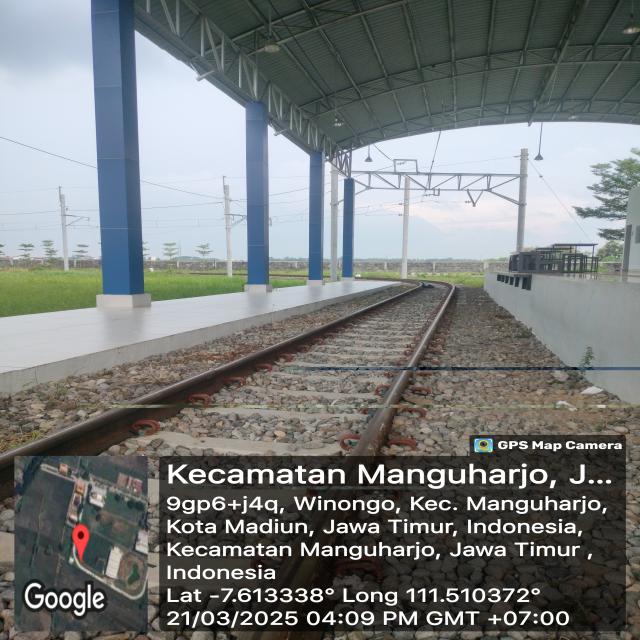 GPS Map Camera
Kecamatan Manguharjo, J...
9gp6+j4q, Winongo, Kec. Manguharjo,
Kota Madiun, Jawa Timur, Indonesia,
Kecamatan Manguharjo, Jawa Timur ,
Indonesia
Lat -7.613338° Long 111.510372°
21/03/2025 04:09 PM GMT +07:00
Google